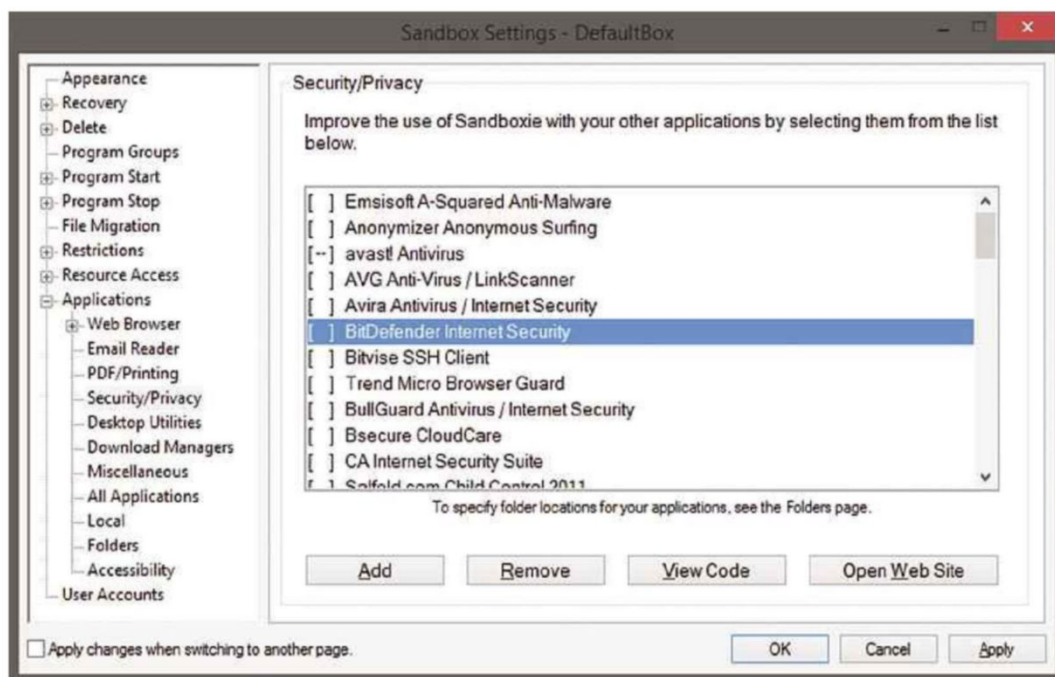 Sandbox Settings - DefaultBox
Appearance
Recovery
Delete
Program Groups
Program Start
Program Stop
File Migration
Restrictions
Resource Access
Applications
Web Browser
Email Reader
PDF/Printing
Security/Privacy
Desktop Utilities
Download Managers
Miscellaneous
All Applications
Local
Folders
Accessibility
User Accounts
Security/Privacy
Improve the use of Sandboxie with your other applications by selecting them from the list
below.
[ ] Emsisoft A-Squared Anti-Malware
[ ] Anonymizer Anonymous Surfing
[--] avast! Antivirus
[ ] AVG Anti-Virus / LinkScanner
[ ] Avira Antivirus / Internet Security
[ ] BitDefender Internet Security
[ ] Bitvise SSH Client
[ ] Trend Micro Browser Guard
[ ] BullGuard Antivirus / Internet Security
[ ] Bsecure CloudCare
[ ] CA Internet Security Suite
[ ] Salfeld.com Child Control 2011
To specify folder locations for your applications, see the Folders page.
Add Remove View Code Open Web Site
Apply changes when switching to another page.
OK Cancel Apply